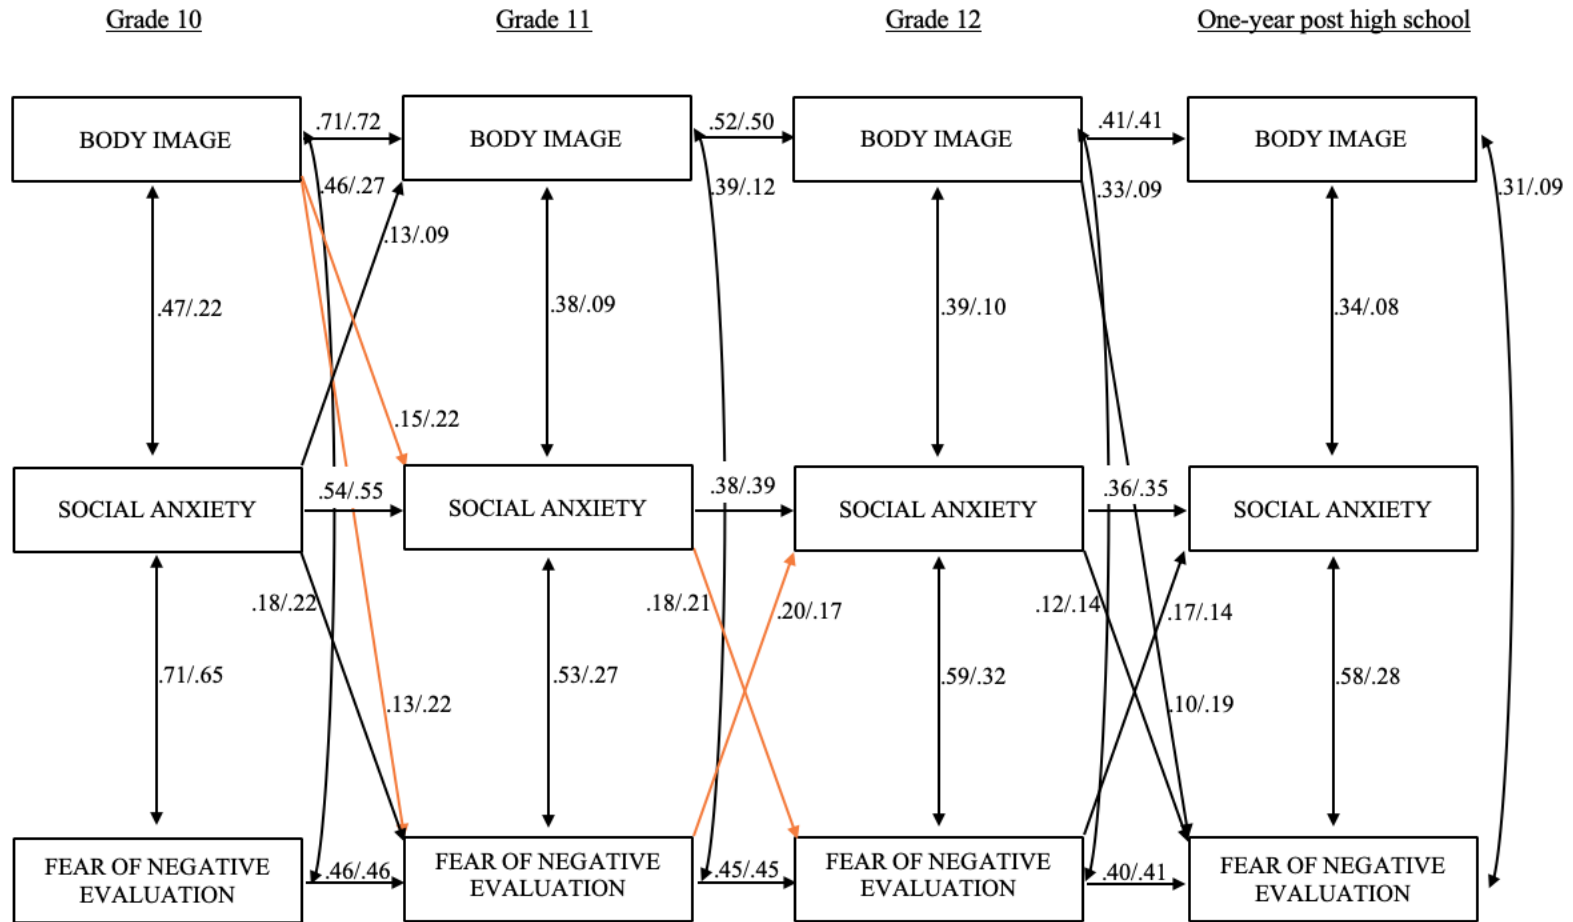 Grade 10
Grade 11
Grade 12
One-year post high school
BODY IMAGE
.71/.72
BODY IMAGE
.52/.50
BODY IMAGE
.41/.41
BODY IMAGE
.46/.27
.39/.12
.33/.09
.31/.09
.13/.09
.47/.22
.38/.09
.39/.10
.34/.08
.15/.22
SOCIAL ANXIETY
.54/.55
SOCIAL ANXIETY
.38/.39
SOCIAL ANXIETY
.36/.35
SOCIAL ANXIETY
.18/.22
.18/.21
.20/.17
.12/.14
.17/.14
.71/.65
.53/.27
.59/.32
.58/.28
.13/.22
.10/.19
FEAR OF NEGATIVE
EVALUATION
.46/.46
FEAR OF NEGATIVE
EVALUATION
.45/.45
FEAR OF NEGATIVE
EVALUATION
.40/.41
FEAR OF NEGATIVE
EVALUATION